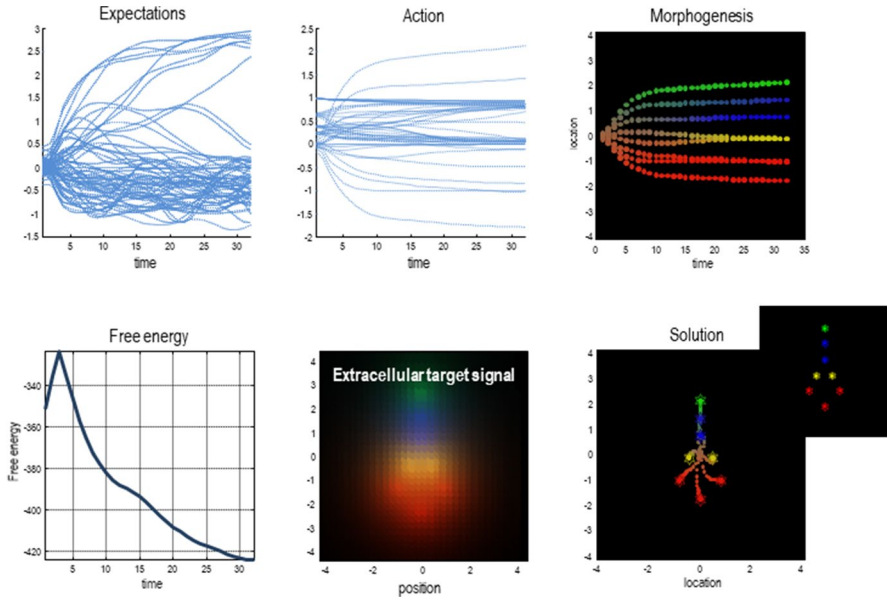 Expectations
3
2.5
2
1.5
1
0.5
0
-0.5
-1
-1.5
5 10 15 20 25 30
time
Action
2.5
2
1.5
1
0.5
0
-0.5
-1
-1.5
-2
5 10 15 20 25 30
time
Morphogenesis
location
4
3
2
1
0
-1
-2
-3
-4
0 5 10 15 20 25 30 35
time
Free energy
Free energy
-340
-360
-380
-400
-420
5 10 15 20 25 30
time
Extracellular target signal
4
3
2
1
0
-1
-2
-3
-4
-4 -2 0 2 4
position
Solution
4
3
2
1
0
-1
-2
-3
-4
-4 -2 0 2 4
location